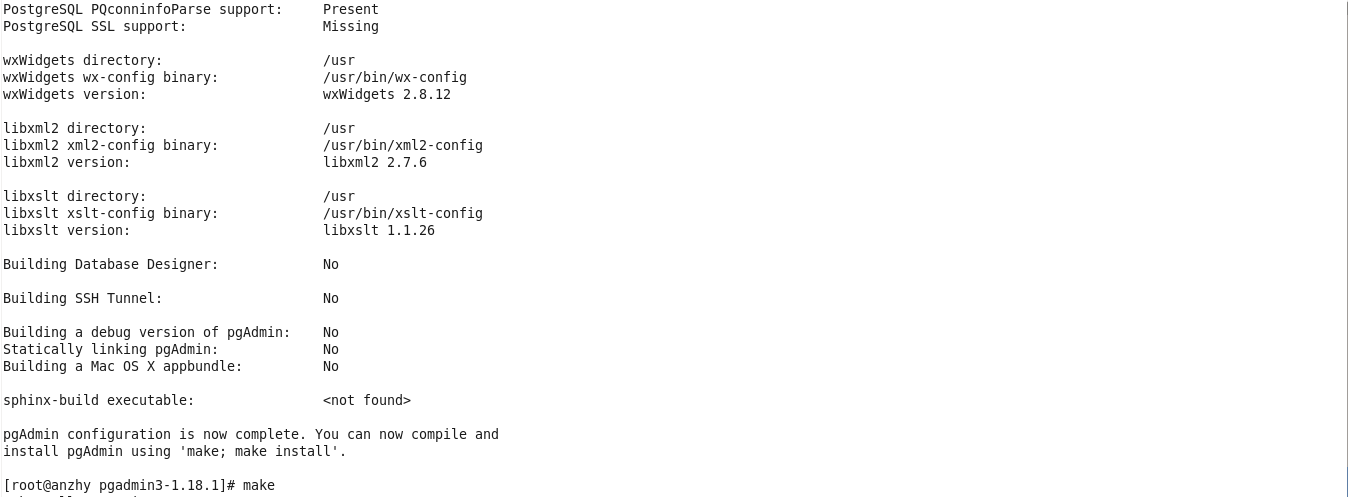 PostgreSQL PQconninfoParse support:     Present
PostgreSQL SSL support:                 Missing
wxWidgets directory:                    /usr
wxWidgets wx-config binary:             /usr/bin/wx-config
wxWidgets version:                      wxWidgets 2.8.12
libxml2 directory:                      /usr
libxml2 xml2-config binary:             /usr/bin/xml2-config
libxml2 version:                        libxml2 2.7.6
libxslt directory:                      /usr
libxslt xslt-config binary:             /usr/bin/xslt-config
libxslt version:                        libxslt 1.1.26
Building Database Designer:             No
Building SSH Tunnel:                    No
Building a debug version of pgAdmin:    No
Statically linking pgAdmin:             No
Building a Mac OS X appbundle:          No
sphinx-build executable:                <not found>
pgAdmin configuration is now complete. You can now compile and
install pgAdmin using 'make; make install'.
[root@anzhy pgadmin3-1.18.1]# make